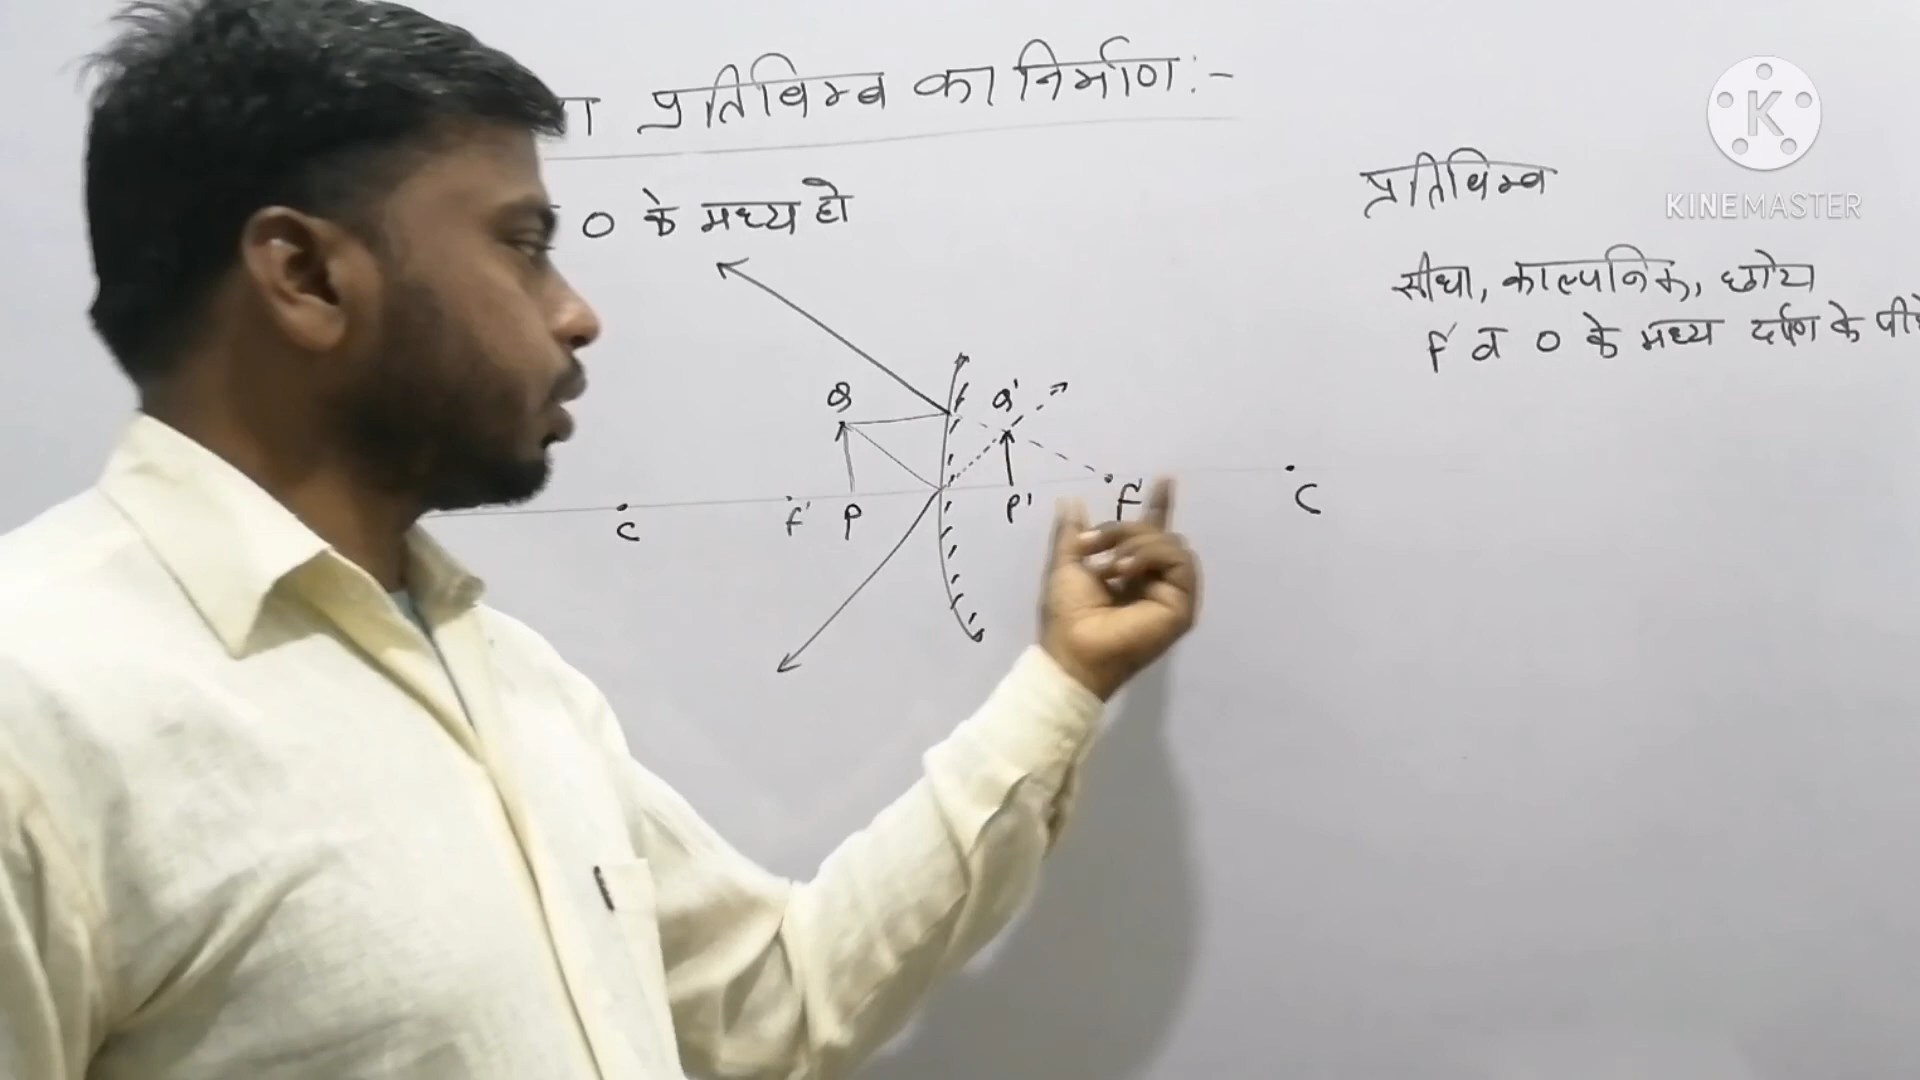 प्रतिबिम्ब का निर्माण :-
O के मध्य हो
प्रतिबिम्ब
सीधा, काल्पनिक, छोटा
F व O के मध्य दर्पण के
Q Q'
C F' P P' F C
K
KINEMASTER